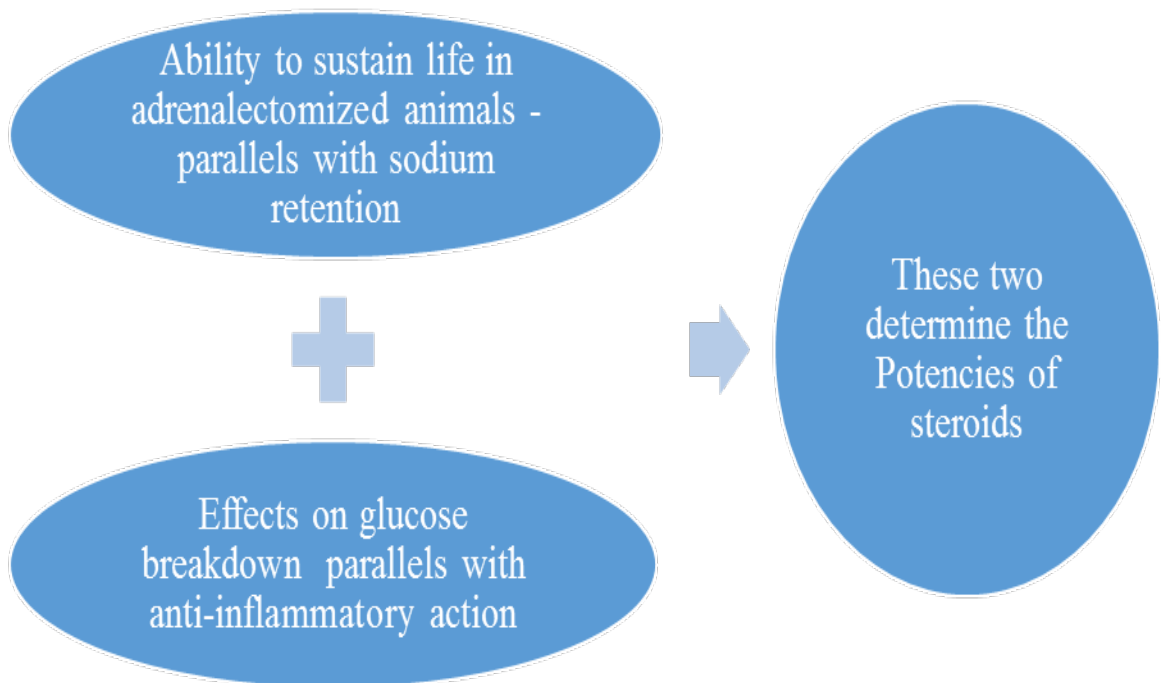 Ability to sustain life in
adrenalectomized animals -
parallels with sodium
retention
Effects on glucose
breakdown parallels with
anti-inflammatory action
These two
determine the
Potencies of
steroids